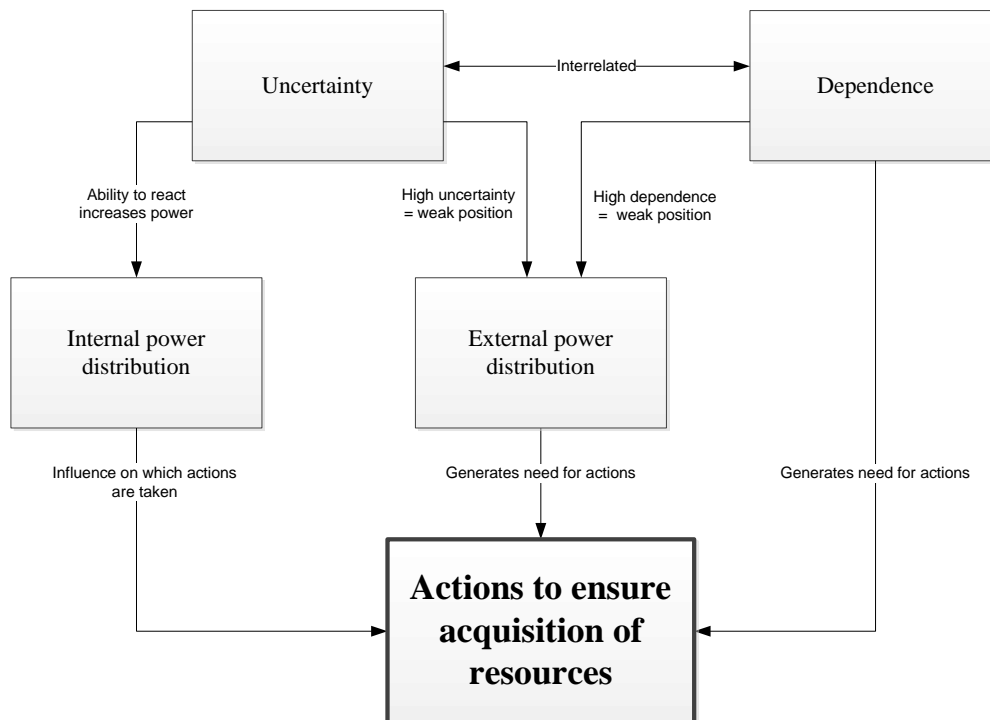 Uncertainty
Interrelated
Dependence
Ability to react
increases power
High uncertainty
= weak position
High dependence
= weak position
Internal power
distribution
External power
distribution
Influence on which actions
are taken
Generates need for actions
Generates need for actions
Actions to ensure
acquisition of
resources